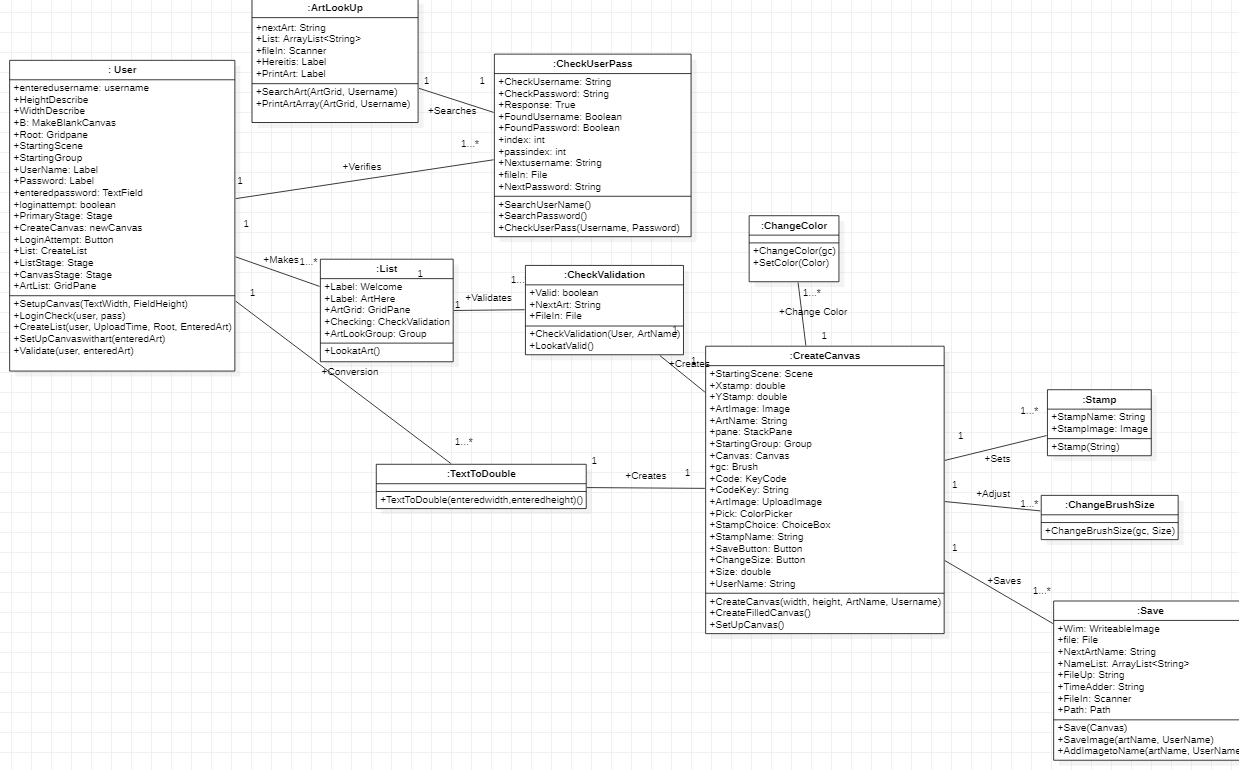 :ArtLookUp
+nextArt: String
+List: ArrayList<String>
+fileIn: Scanner
+Hereitis: Label
+PrintArt: Label
+SearchArt(ArtGrid, Username)
+PrintArtArray(ArtGrid, Username)
: User
+enteredusername: username
+HeightDescribe
+WidthDescribe
+B: MakeBlankCanvas
+Root: Gridpane
+StartingScene
+StartingGroup
+UserName: Label
+Password: Label
+enteredpassword: TextField
+loginattempt: boolean
+PrimaryStage: Stage
+CreateCanvas: newCanvas
+LoginAttempt: Button
+List: CreateList
+ListStage: Stage
+CanvasStage: Stage
+ArtList: GridPane
+SetupCanvas(TextWidth, FieldHeight)
+LoginCheck(user, pass)
+CreateList(user, UploadTime, Root, EnteredArt)
+SetUpCanvaswithart(enteredArt)
+Validate(user, enteredArt)
1
1
+Searches
:CheckUserPass
+CheckUsername: String
+CheckPassword: String
+Response: True
+FoundUsername: Boolean
+FoundPassword: Boolean
+index: int
+passindex: int
+Nextusername: String
+fileIn: File
+NextPassword: String
+SearchUserName()
+SearchPassword()
+CheckUserPass(Username, Password)
1...*
+Verifies
1
1
+Makes
1...*
:List
1
+Label: Welcome
+Label: ArtHere
+ArtGrid: GridPane
+Checking: CheckValidation
+ArtLookGroup: Group
+LookatArt()
1
+Validates
1...
:CheckValidation
+Valid: boolean
+NextArt: String
+FileIn: File
+CheckValidation(User, ArtName)
+LookatValid()
1
+Creates
1
:ChangeColor
+ChangeColor(gc)
+SetColor(Color)
1...*
+Change Color
1
1
+Conversion
1...*
:TextToDouble
+TextToDouble(enteredwidth,enteredheight)()
1
+Creates
1
:CreateCanvas
+StartingScene: Scene
+Xstamp: double
+YStamp: double
+ArtImage: Image
+ArtName: String
+pane: StackPane
+StartingGroup: Group
+Canvas: Canvas
+gc: Brush
+Code: KeyCode
+CodeKey: String
+ArtImage: UploadImage
+Pick: ColorPicker
+StampChoice: ChoiceBox
+StampName: String
+SaveButton: Button
+ChangeSize: Button
+Size: double
+UserName: String
+CreateCanvas(width, height, ArtName, Username)
+CreateFilledCanvas()
+SetUpCanvas()
1
+Sets
1...*
:Stamp
+StampName: String
+StampImage: Image
+Stamp(String)
1
+Adjust
1...*
:ChangeBrushSize
+ChangeBrushSize(gc, Size)
1
+Saves
1...*
:Save
+Wim: WriteableImage
+file: File
+NextArtName: String
+NameList: ArrayList<String>
+FileUp: String
+TimeAdder: String
+FileIn: Scanner
+Path: Path
+Save(Canvas)
+SaveImage(artName, UserName)
+AddImagetoName(artName, UserName